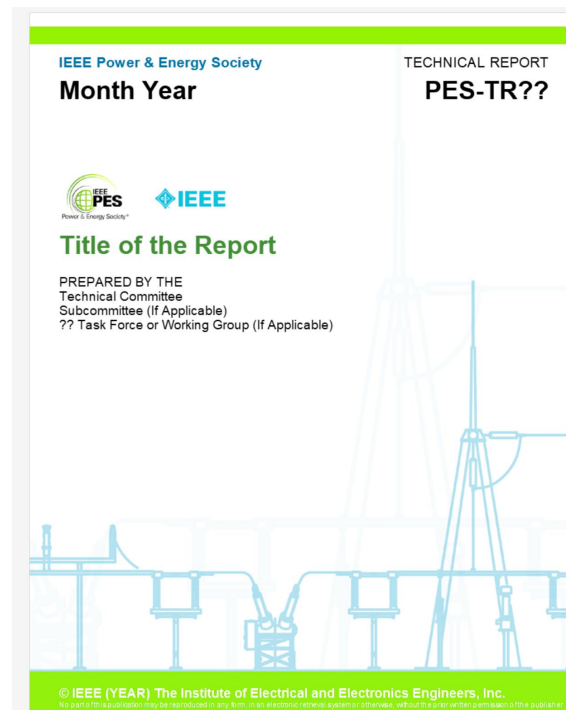 IEEE Power & Energy Society
TECHNICAL REPORT
Month Year
PES-TR??
IEEE
PES
Power & Energy Society®
IEEE
Title of the Report
PREPARED BY THE
Technical Committee
Subcommittee (If Applicable)
?? Task Force or Working Group (If Applicable)
© IEEE (YEAR) The Institute of Electrical and Electronics Engineers, Inc.
No part of this publication may be reproduced in any form, in an electronic retrieval system or otherwise, without the prior written permission of the publisher.